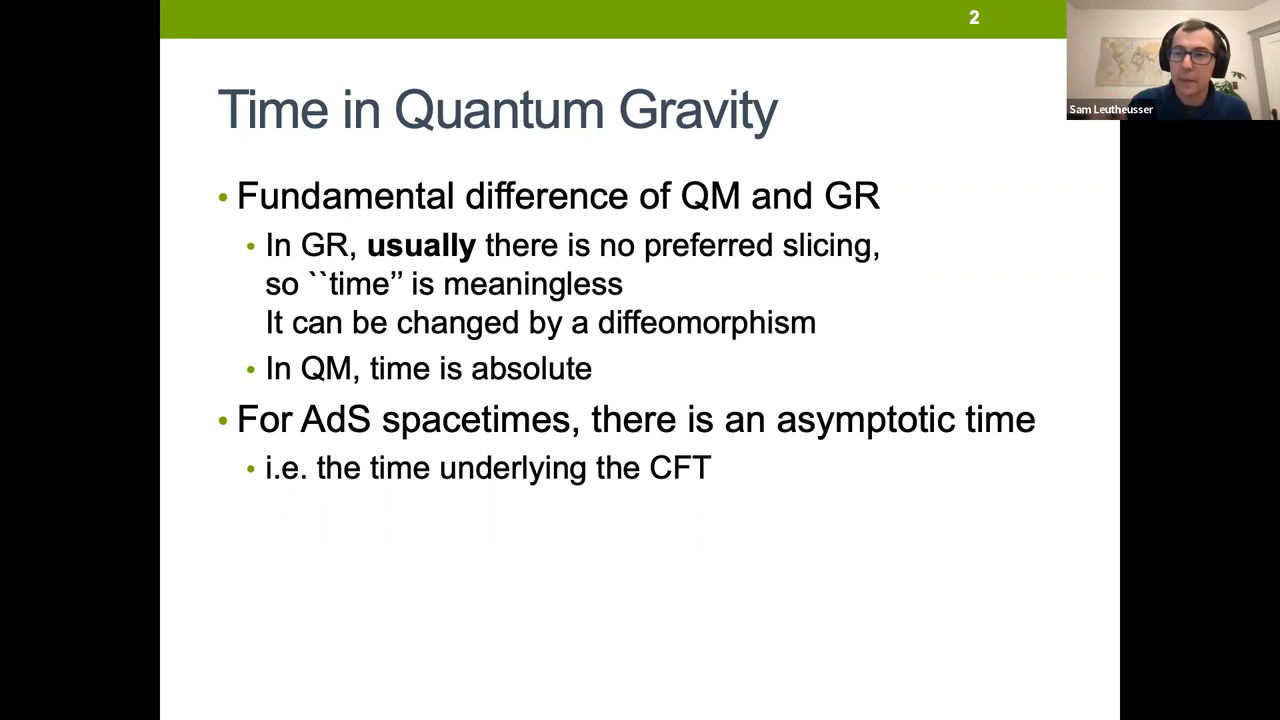 2
Sam Leutheusser
Time in Quantum Gravity
• Fundamental difference of QM and GR
• In GR, usually there is no preferred slicing,
so ``time’’ is meaningless
It can be changed by a diffeomorphism
• In QM, time is absolute
• For AdS spacetimes, there is an asymptotic time
• i.e. the time underlying the CFT